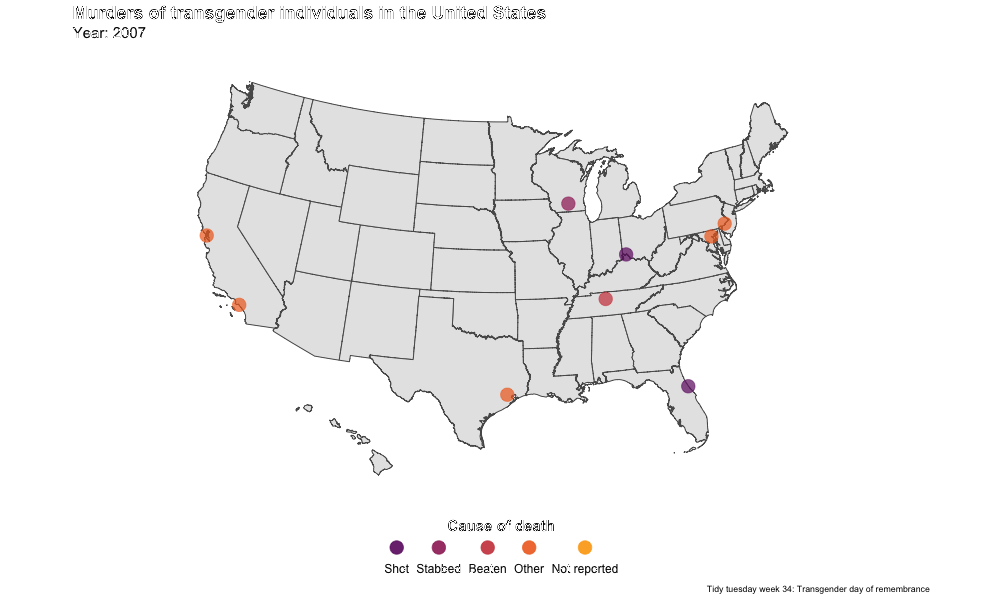 Murders of transgender individuals in the United States
Year: 2007
Cause of death
Shot Stabbed Beaten Other Not reported
Tidy tuesday week 34: Transgender day of remembrance